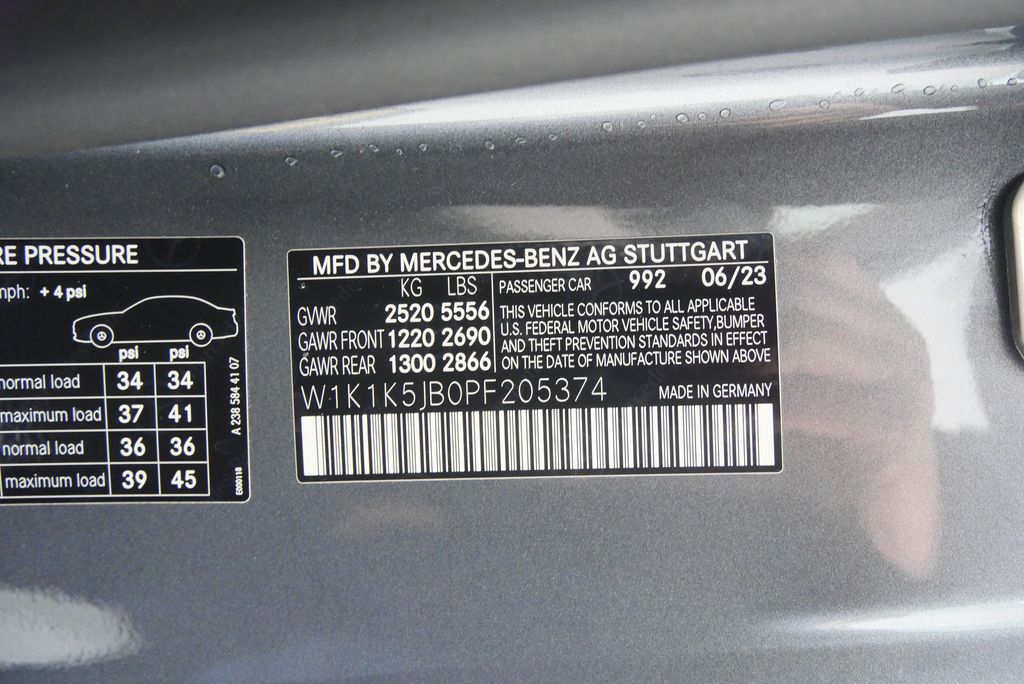 RE PRESSURE
mph: + 4 psi
psi psi
normal load 34 34
maximum load 37 41
normal load 36 36
maximum load 39 45
A 238 584 41 07
E000118
MFD BY MERCEDES-BENZ AG STUTTGART
KG LBS
GVWR 2520 5556
GAWR FRONT 1220 2690
GAWR REAR 1300 2866
PASSENGER CAR 992 06/23
THIS VEHICLE CONFORMS TO ALL APPLICABLE
U.S. FEDERAL MOTOR VEHICLE SAFETY,BUMPER
AND THEFT PREVENTION STANDARDS IN EFFECT
ON THE DATE OF MANUFACTURE SHOWN ABOVE
W1K1K5JB0PF205374 MADE IN GERMANY